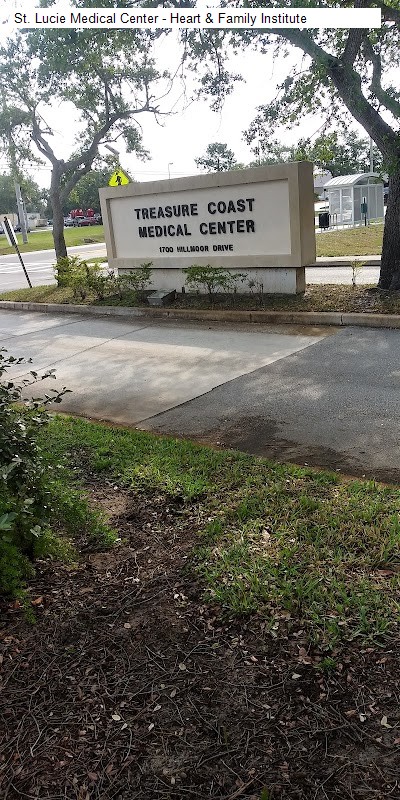 St. Lucie Medical Center - Heart & Family Institute
TREASURE COAST
MEDICAL CENTER
1700 HILLMOOR DRIVE